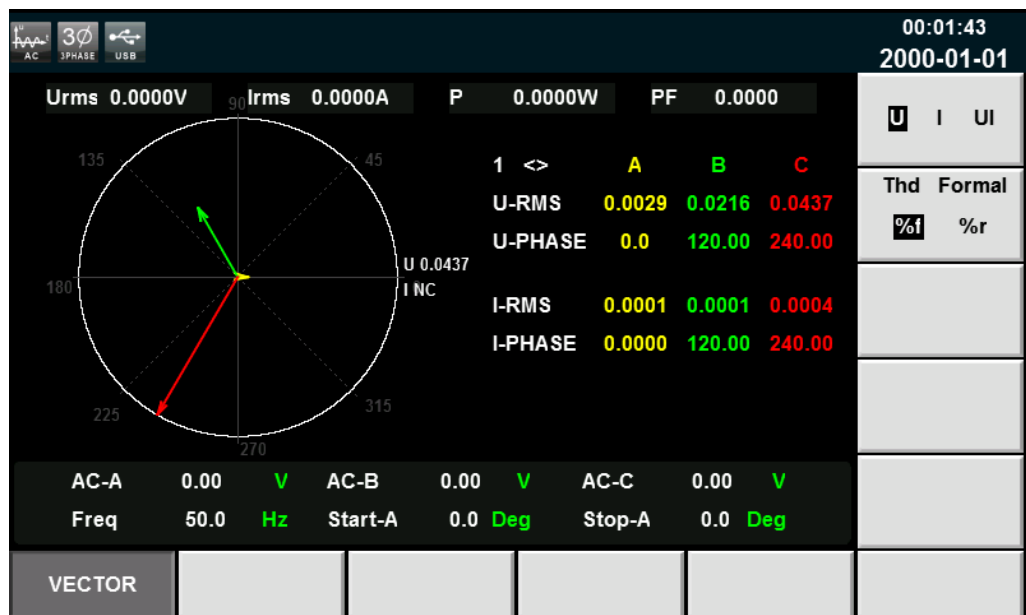 U
AC
3Ø
3PHASE
USB
00:01:43
2000-01-01
Urms 0.0000V Irms 0.0000A P 0.0000W PF 0.0000
U I UI
90
135 45
180
225 315
270
U 0.0437
I NC
1 <> A B C
U-RMS 0.0029 0.0216 0.0437
U-PHASE 0.0 120.00 240.00
I-RMS 0.0001 0.0001 0.0004
I-PHASE 0.0000 120.00 240.00
Thd Formal
%f %r
AC-A 0.00 V AC-B 0.00 V AC-C 0.00 V
Freq 50.0 Hz Start-A 0.0 Deg Stop-A 0.0 Deg
VECTOR